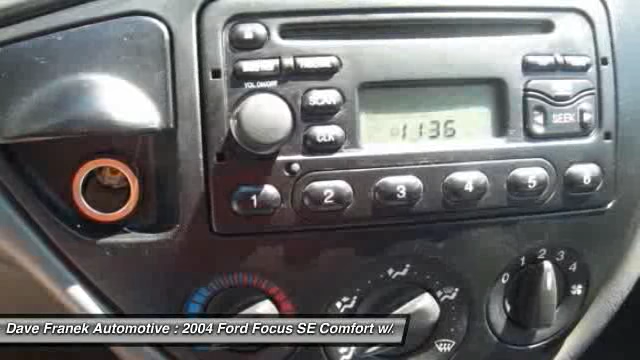 VOL-ON/OFF
SCAN
1136
CLK
SEEK
1 2 3 4 5 6
0 1 2 3 4
Dave Franek Automotive : 2004 Ford Focus SE Comfort w/.